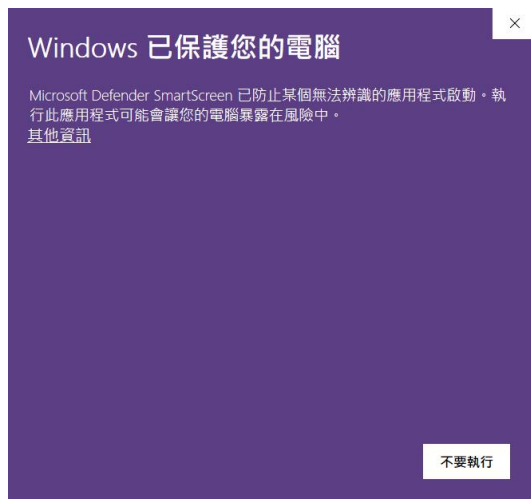 Windows 已保護您的電腦
Microsoft Defender SmartScreen 已防止某個無法辨識的應用程式啟動。執
行此應用程式可能會讓您的電腦暴露在風險中。
其他資訊
不要執行